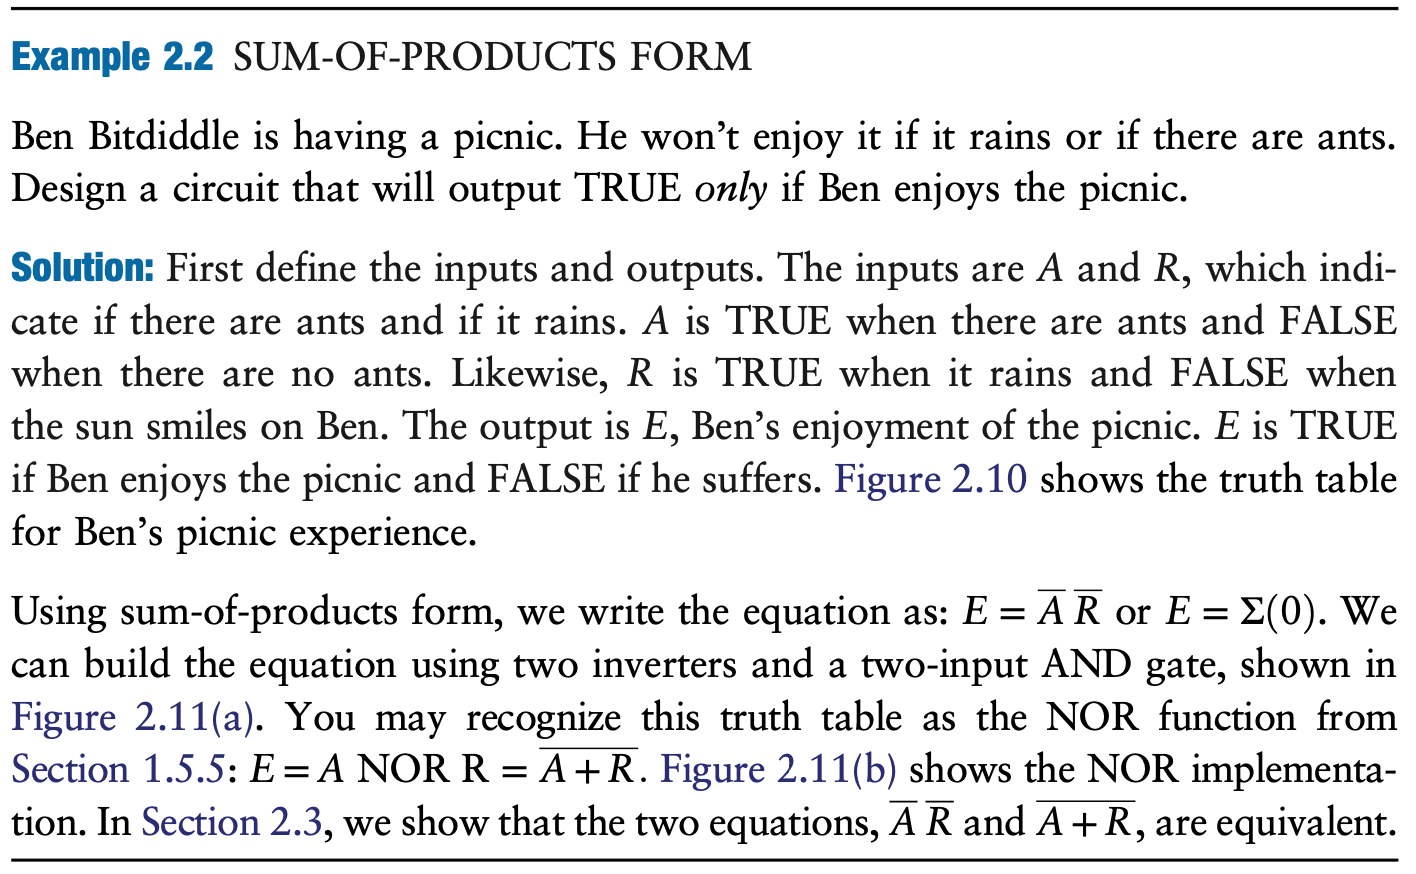 Example 2.2 SUM-OF-PRODUCTS FORM
Ben Bitdiddle is having a picnic. He won’t enjoy it if it rains or if there are ants.
Design a circuit that will output TRUE only if Ben enjoys the picnic.
Solution: First define the inputs and outputs. The inputs are A and R, which indi-
cate if there are ants and if it rains. A is TRUE when there are ants and FALSE
when there are no ants. Likewise, R is TRUE when it rains and FALSE when
the sun smiles on Ben. The output is E, Ben’s enjoyment of the picnic. E is TRUE
if Ben enjoys the picnic and FALSE if he suffers. Figure 2.10 shows the truth table
for Ben’s picnic experience.
Using sum-of-products form, we write the equation as: E = A̅ R̅ or E = Σ(0). We
can build the equation using two inverters and a two-input AND gate, shown in
Figure 2.11(a). You may recognize this truth table as the NOR function from
Section 1.5.5: E = A NOR R = A̅ ̅+̅ ̅R̅. Figure 2.11(b) shows the NOR implementa-
tion. In Section 2.3, we show that the two equations, A̅ R̅ and A̅ ̅+̅ ̅R̅, are equivalent.